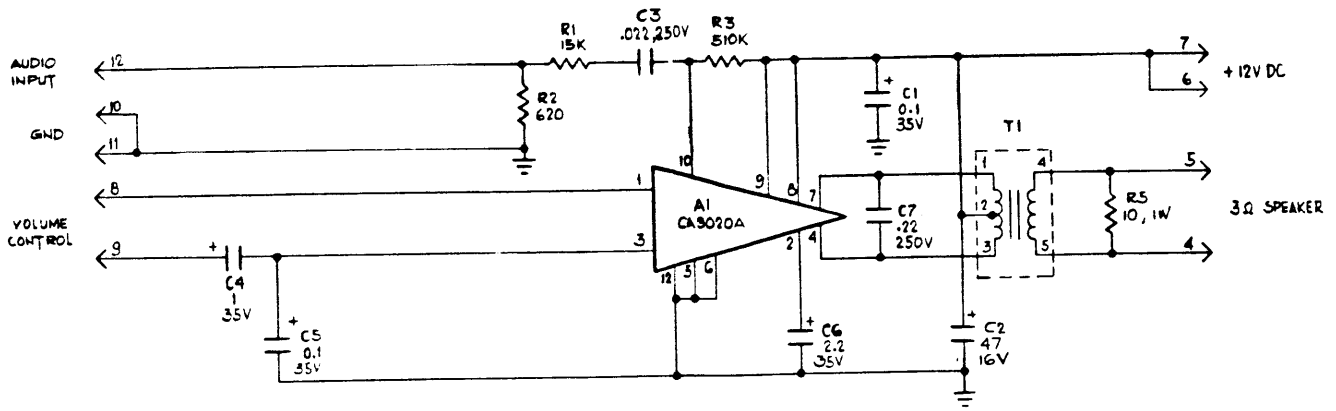 AUDIO
INPUT
12
10
GND
11
8
VOLUME
CONTROL
9
R1
15K
C3
.022,250V
R3
510K
R2
620
C1
0.1
35V
7
6
+12V DC
T1
1
2
3
4
5
R5
10, 1W
5
4
3Ω SPEAKER
10
1
3
A1
CA3020A
9
8
7
4
2
12
5
6
C7
.22
250V
C4
1
35V
C5
0.1
35V
C6
2.2
35V
C2
47
16V